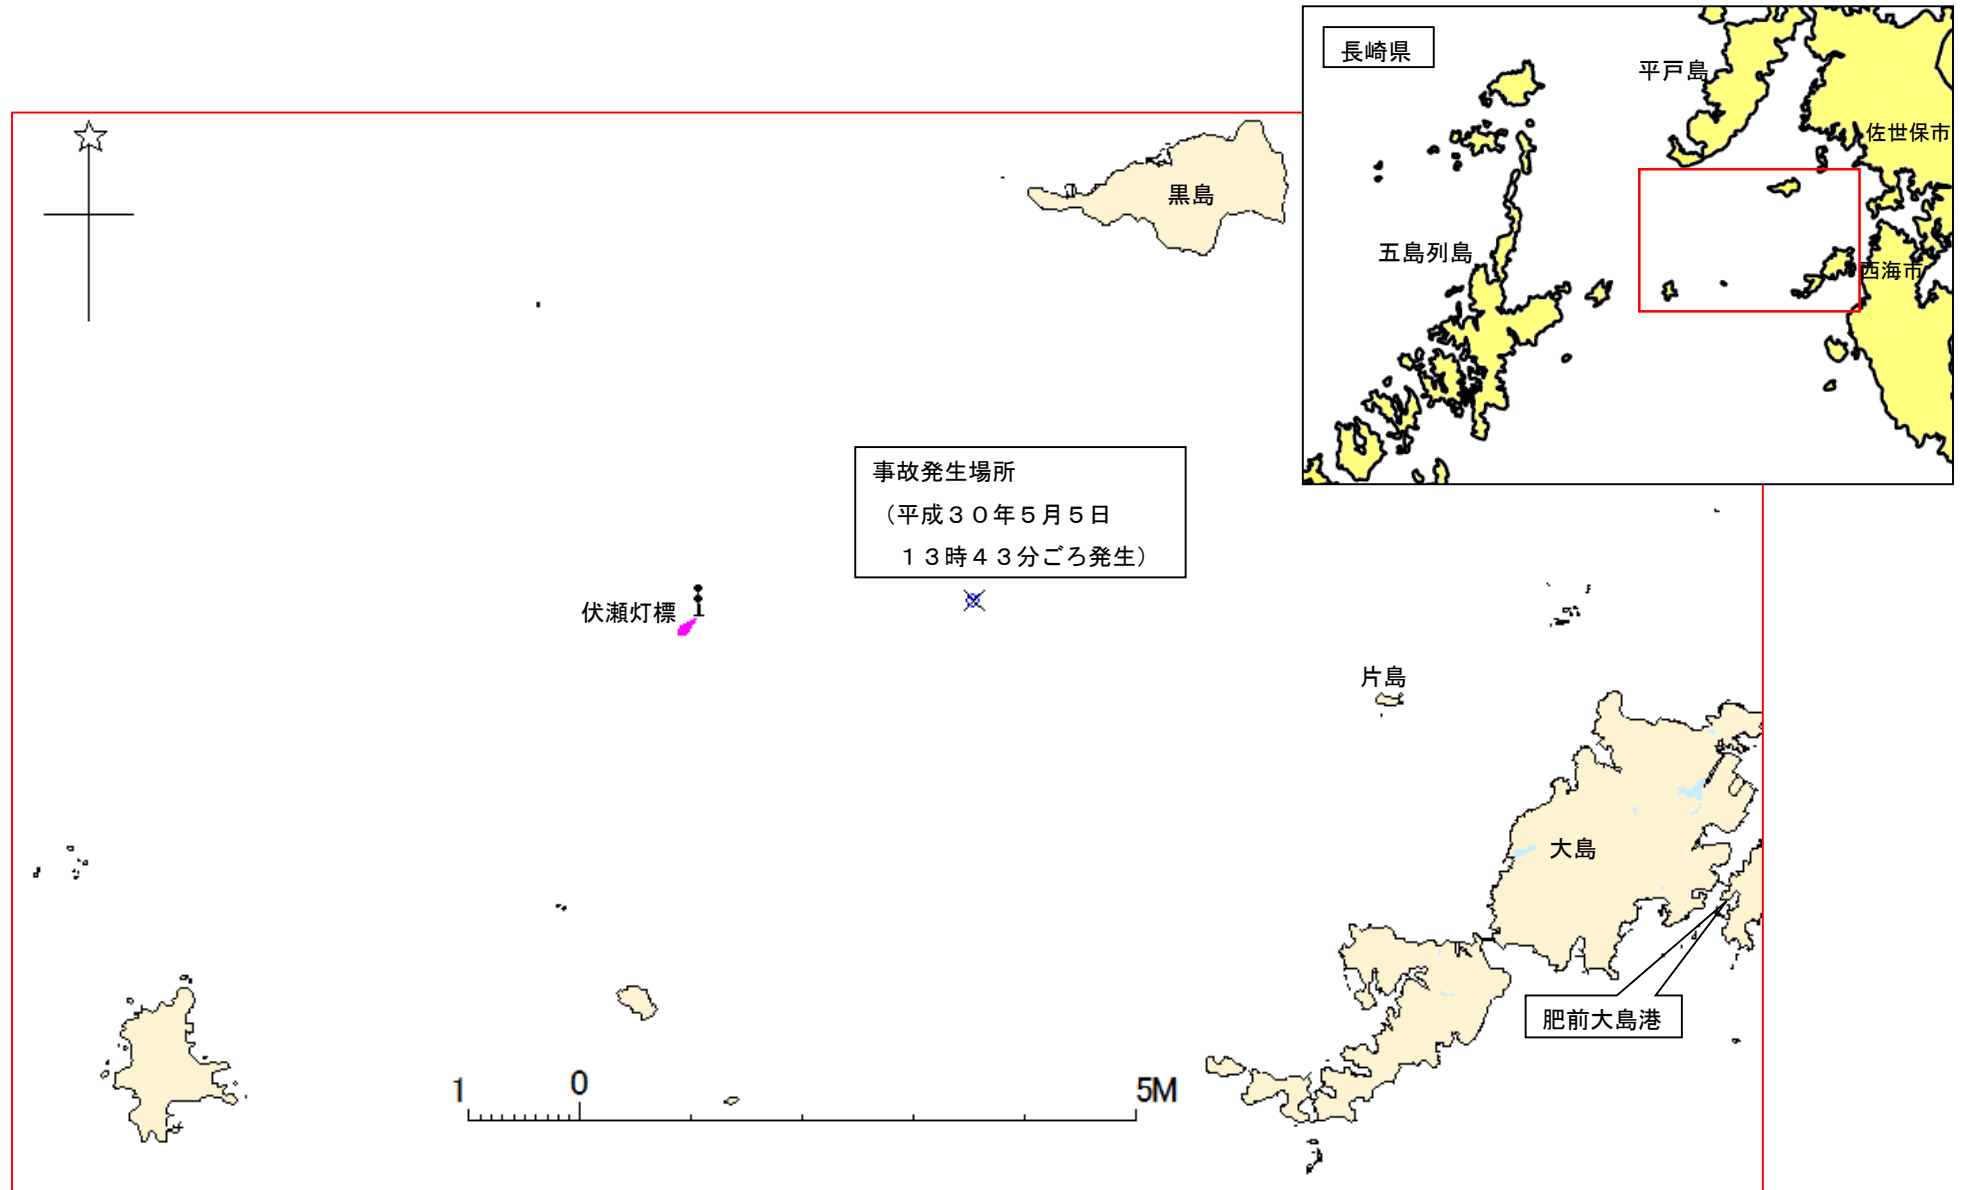 長崎県
平戸島
佐世保市
五島列島
西海市
黒島
事故発生場所
（平成３０年５月５日
１３時４３分ごろ発生）
伏瀬灯標
片島
大島
肥前大島港
1 0 5M